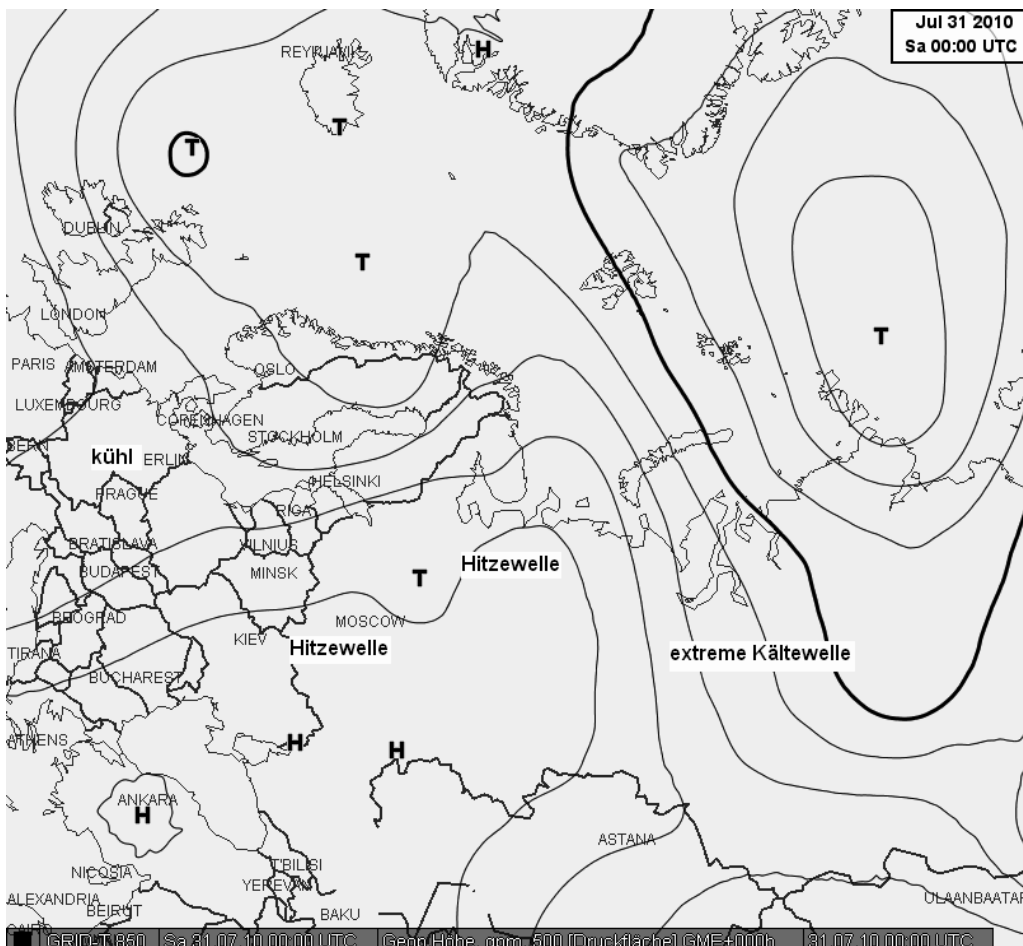 Jul 31 2010
Sa 00:00 UTC
REYKJAVIK
H
T
T
DUBLIN
T
LONDON
T
PARIS
AMSTERDAM
OSLO
LUXEMBOURG
COPENHAGEN
STOCKHOLM
BERN
kühl
ERLIN
HELSINKI
PRAGUE
RIGA
BRATISLAVA
VILNIUS
Hitzewelle
BUDAPEST
MINSK
T
BEOGRAD
MOSCOW
KIEV
Hitzewelle
TIRANA
extreme Kältewelle
BUCHAREST
ATHENS
H
H
ANKARA
H
ASTANA
T'BILISI
NICOSIA
YEREVAN
ALEXANDRIA
ULAANBAATAR
BEIRUT
BAKU
CAIRO
Sa 31.07.10 00:00 UTC
Geop.Höhe, gpm, 500 [Druckfläche] GME+000h
31.07.10 00:00 UTC